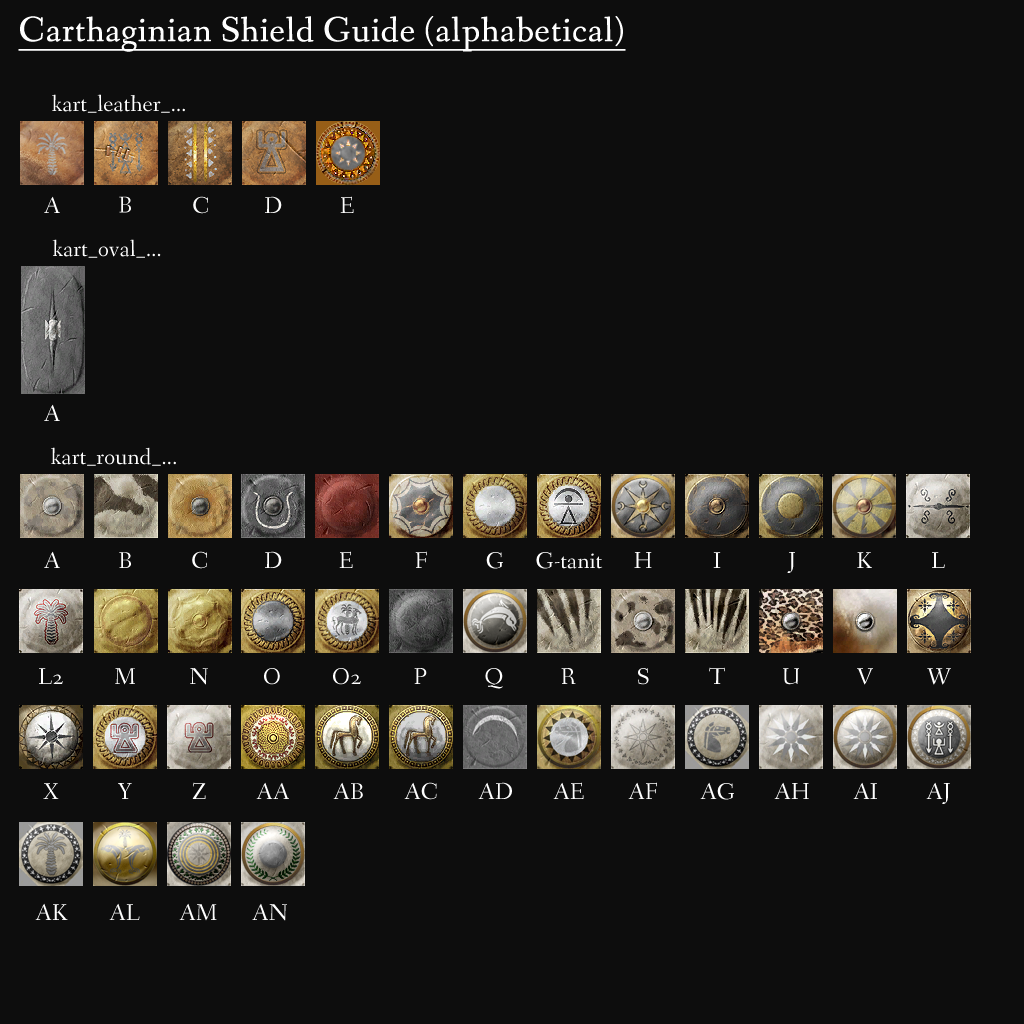 Carthaginian Shield Guide (alphabetical)
kart_leather_...
A B C D E
kart_oval_...
A
kart_round_...
A B C D E F G G-tanit H I J K L
L2 M N O O2 P Q R S T U V W
X Y Z AA AB AC AD AE AF AG AH AI AJ
AK AL AM AN